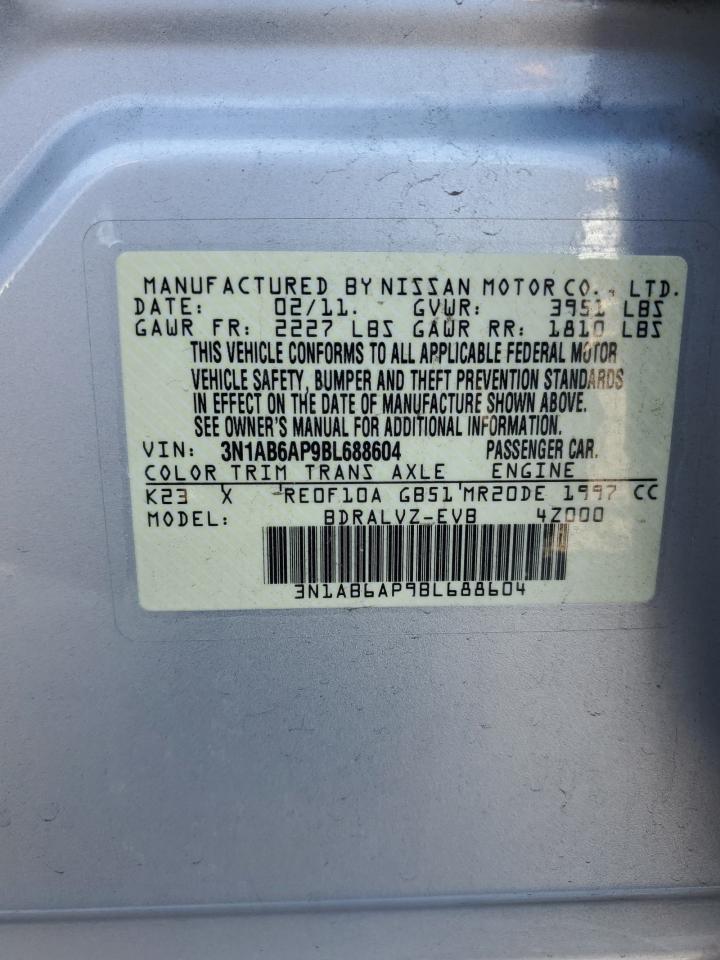 MANUFACTURED BY NISSAN MOTOR CO., LTD.
DATE: 02/11. GVWR: 3951 LBS
GAWR FR: 2227 LBS GAWR RR: 1810 LBS
THIS VEHICLE CONFORMS TO ALL APPLICABLE FEDERAL MOTOR
VEHICLE SAFETY, BUMPER AND THEFT PREVENTION STANDARDS
IN EFFECT ON THE DATE OF MANUFACTURE SHOWN ABOVE.
SEE OWNER'S MANUAL FOR ADDITIONAL INFORMATION.
VIN: 3N1AB6AP9BL688604 PASSENGER CAR.
COLOR TRIM TRANS AXLE ENGINE
K23 X RE0F10A GB51 MR20DE 1997 CC
MODEL: BDRALVZ-EVB 4Z000
3N1AB6AP9BL688604